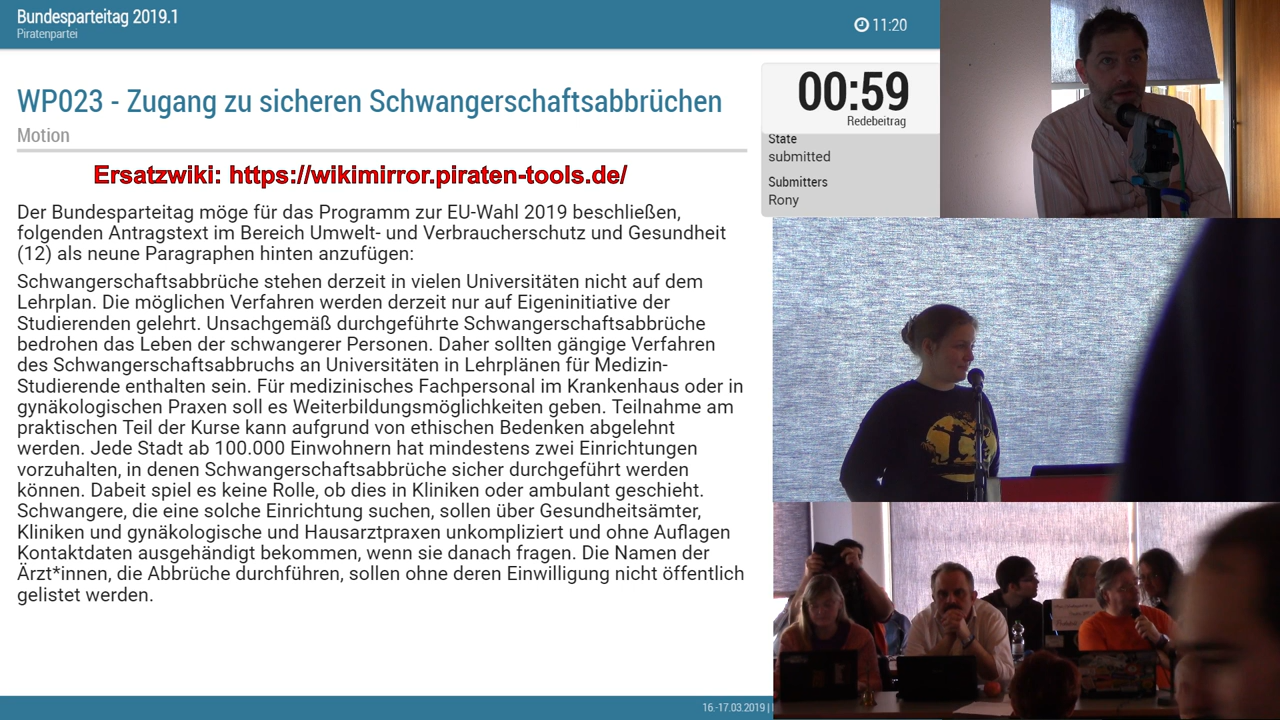 Bundesparteitag 2019.1
Piratenpartei
11:20
WP023 - Zugang zu sicheren Schwangerschaftsabbrüchen
Motion
00:59
Redebeitrag
State
submitted
Submitters
Rony
Ersatzwiki: https://wikimirror.piraten-tools.de/
Der Bundesparteitag möge für das Programm zur EU-Wahl 2019 beschließen,
folgenden Antragstext im Bereich Umwelt- und Verbraucherschutz und Gesundheit
(12) als neune Paragraphen hinten anzufügen:
Schwangerschaftsabbrüche stehen derzeit in vielen Universitäten nicht auf dem
Lehrplan. Die möglichen Verfahren werden derzeit nur auf Eigeninitiative der
Studierenden gelehrt. Unsachgemäß durchgeführte Schwangerschaftsabbrüche
bedrohen das Leben der schwangerer Personen. Daher sollten gängige Verfahren
des Schwangerschaftsabbruchs an Universitäten in Lehrplänen für Medizin-
Studierende enthalten sein. Für medizinisches Fachpersonal im Krankenhaus oder in
gynäkologischen Praxen soll es Weiterbildungsmöglichkeiten geben. Teilnahme am
praktischen Teil der Kurse kann aufgrund von ethischen Bedenken abgelehnt
werden. Jede Stadt ab 100.000 Einwohnern hat mindestens zwei Einrichtungen
vorzuhalten, in denen Schwangerschaftsabbrüche sicher durchgeführt werden
können. Dabeit spiel es keine Rolle, ob dies in Kliniken oder ambulant geschieht.
Schwangere, die eine solche Einrichtung suchen, sollen über Gesundheitsämter,
Kliniken und gynäkologische und Hausarztpraxen unkompliziert und ohne Auflagen
Kontaktdaten ausgehändigt bekommen, wenn sie danach fragen. Die Namen der
Ärzt*innen, die Abbrüche durchführen, sollen ohne deren Einwilligung nicht öffentlich
gelistet werden.
16.-17.03.2019 |